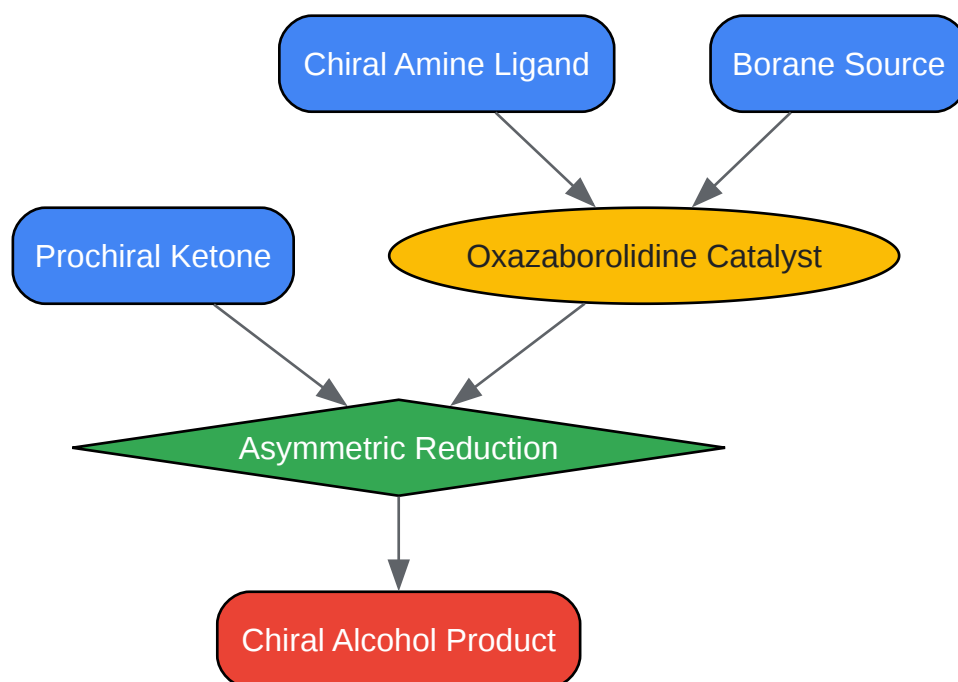 Chiral Amine Ligand
Borane Source
Prochiral Ketone
Oxazaborolidine Catalyst
Asymmetric Reduction
Chiral Alcohol Product